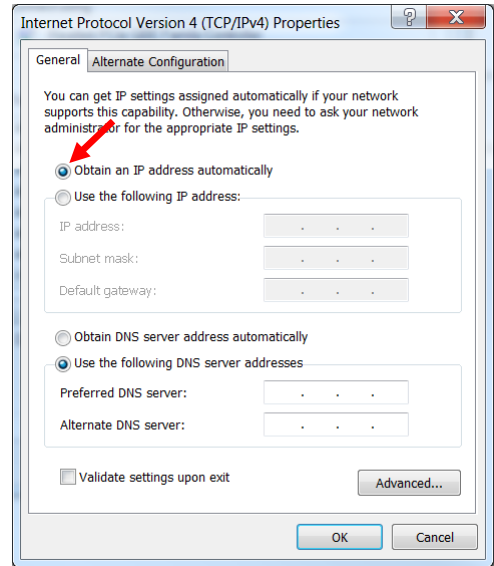 Internet Protocol Version 4 (TCP/IPv4) Properties
General Alternate Configuration
You can get IP settings assigned automatically if your network
supports this capability. Otherwise, you need to ask your network
administrator for the appropriate IP settings.
Obtain an IP address automatically
Use the following IP address:
IP address:
Subnet mask:
Default gateway:
Obtain DNS server address automatically
Use the following DNS server addresses
Preferred DNS server:
Alternate DNS server:
Validate settings upon exit
Advanced...
OK Cancel